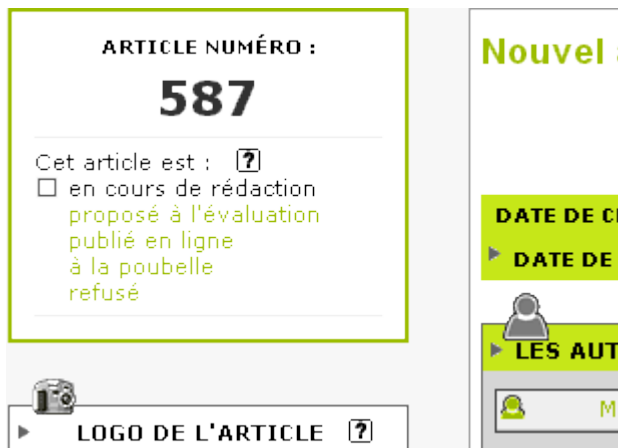 ARTICLE NUMÉRO :
587
Cet article est : ?
en cours de rédaction
proposé à l'évaluation
publié en ligne
à la poubelle
refusé
LOGO DE L'ARTICLE ?
Nouvel
DATE DE
DATE DE
LES